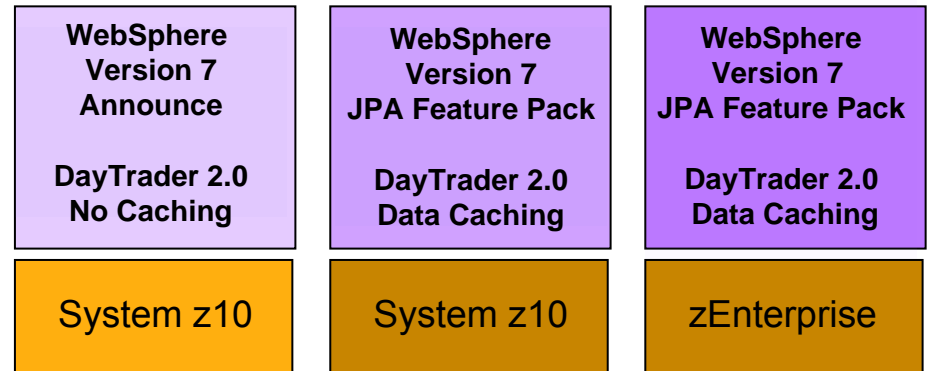 WebSphere
Version 7
Announce
DayTrader 2.0
No Caching
System z10
WebSphere
Version 7
JPA Feature Pack
DayTrader 2.0
Data Caching
System z10
WebSphere
Version 7
JPA Feature Pack
DayTrader 2.0
Data Caching
zEnterprise